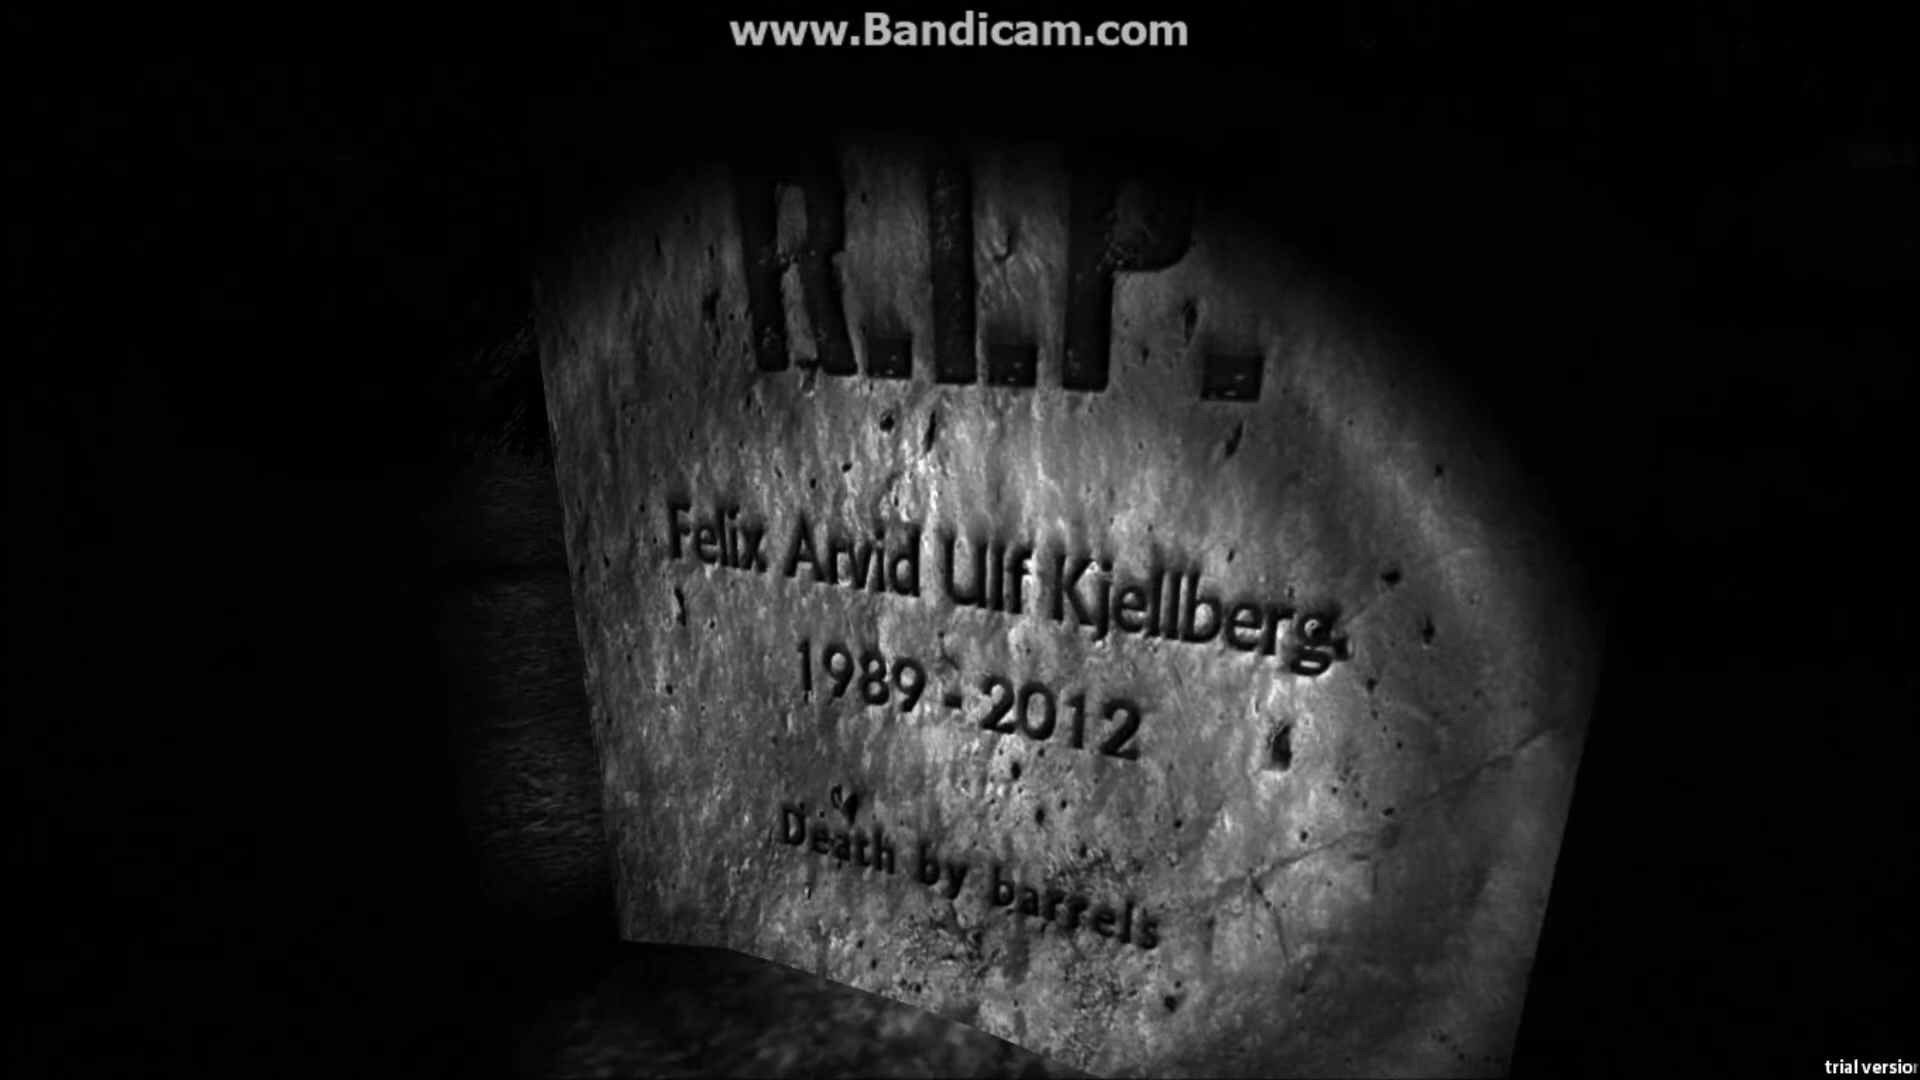 www.Bandicam.com
R.I.P.
Felix Arvid Ulf Kjellberg
1989 - 2012
Death by barrels
trial version